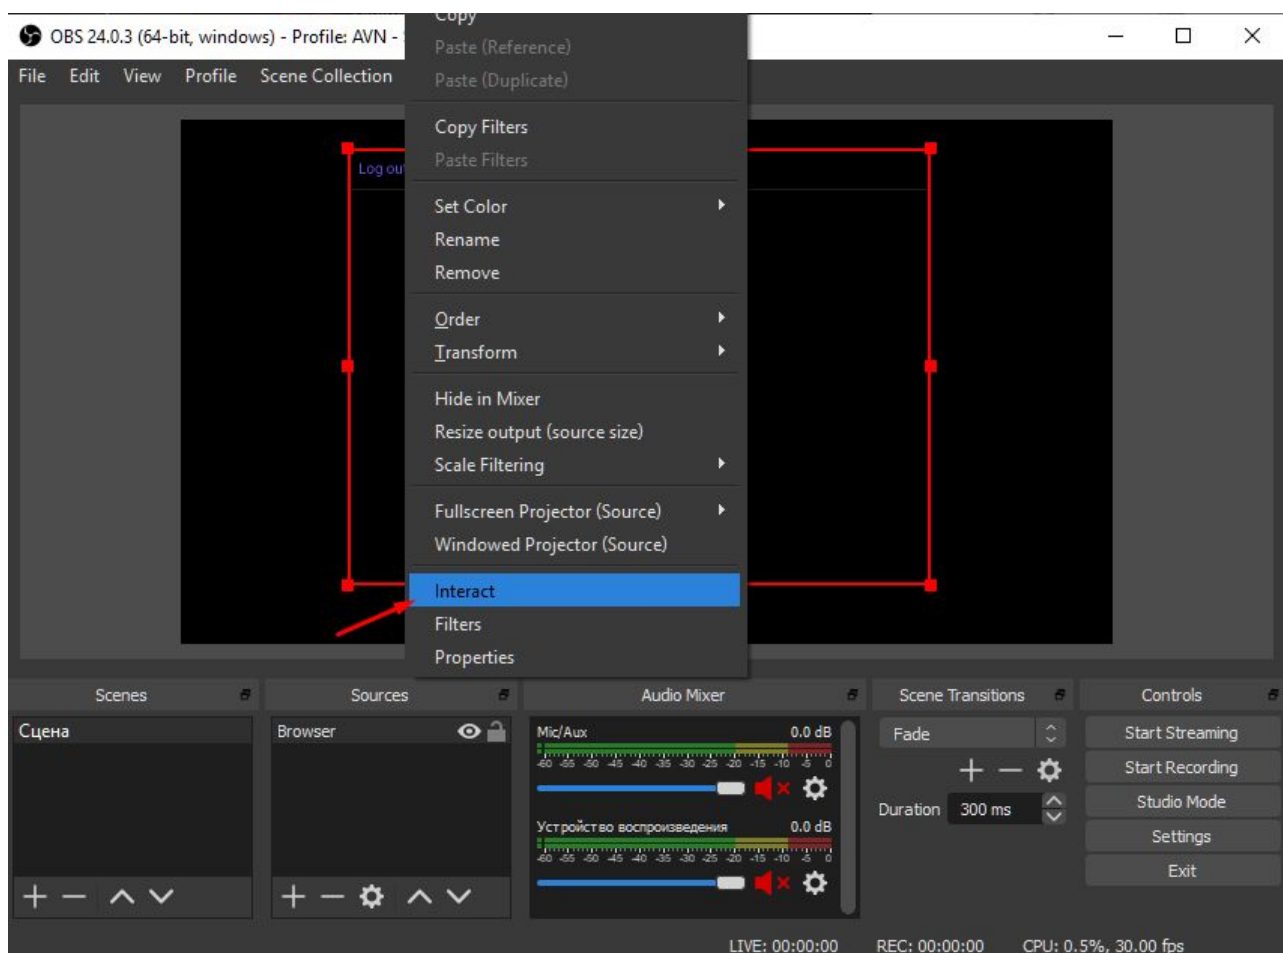 OBS 24.0.3 (64-bit, windows) - Profile: AVN -
File Edit View Profile Scene Collection
Log out
Copy
Paste (Reference)
Paste (Duplicate)
Copy Filters
Paste Filters
Set Color
Rename
Remove
Order
Transform
Hide in Mixer
Resize output (source size)
Scale Filtering
Fullscreen Projector (Source)
Windowed Projector (Source)
Interact
Filters
Properties
Scenes
Сцена
Sources
Browser
Audio Mixer
Mic/Aux 0.0 dB
-60 -55 -50 -45 -40 -35 -30 -25 -20 -15 -10 -5 0
Устройство воспроизведения 0.0 dB
-60 -55 -50 -45 -40 -35 -30 -25 -20 -15 -10 -5 0
Scene Transitions
Fade
Duration 300 ms
Controls
Start Streaming
Start Recording
Studio Mode
Settings
Exit
LIVE: 00:00:00 REC: 00:00:00 CPU: 0.5%, 30.00 fps